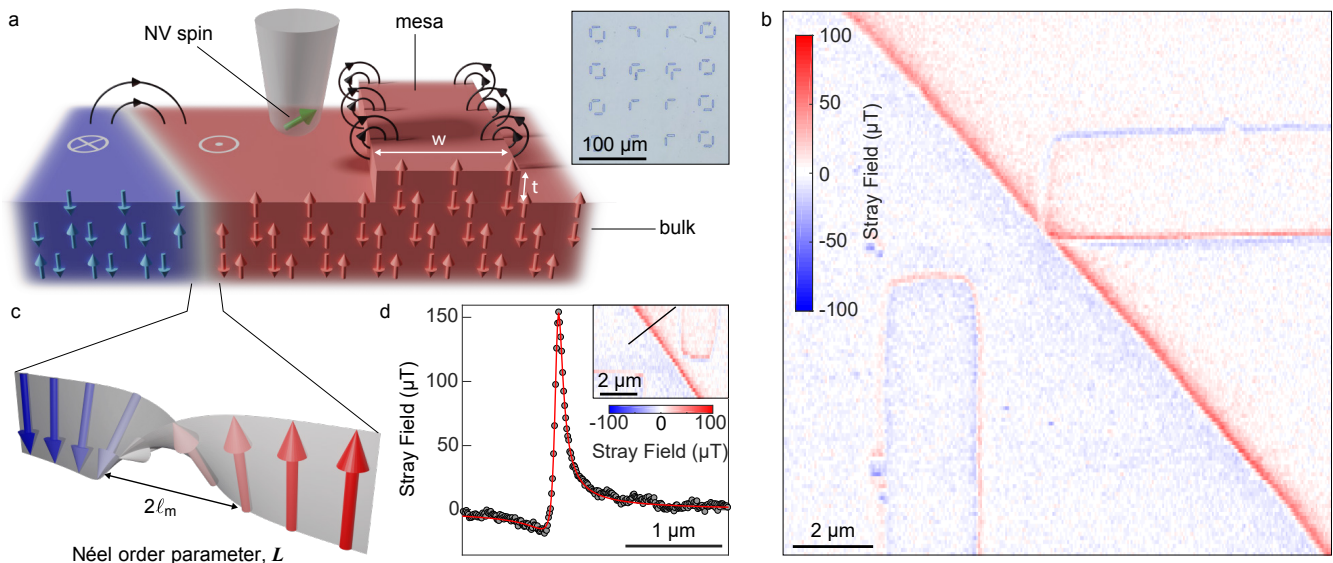 a
NV spin
mesa
w
t
bulk
100 µm
b
100
50
0
-50
-100
Stray Field (µT)
2 µm
c
2ℓm
Néel order parameter, L
d
150
100
50
0
Stray Field (µT)
1 µm
2 µm
-100
0
100
Stray Field (µT)